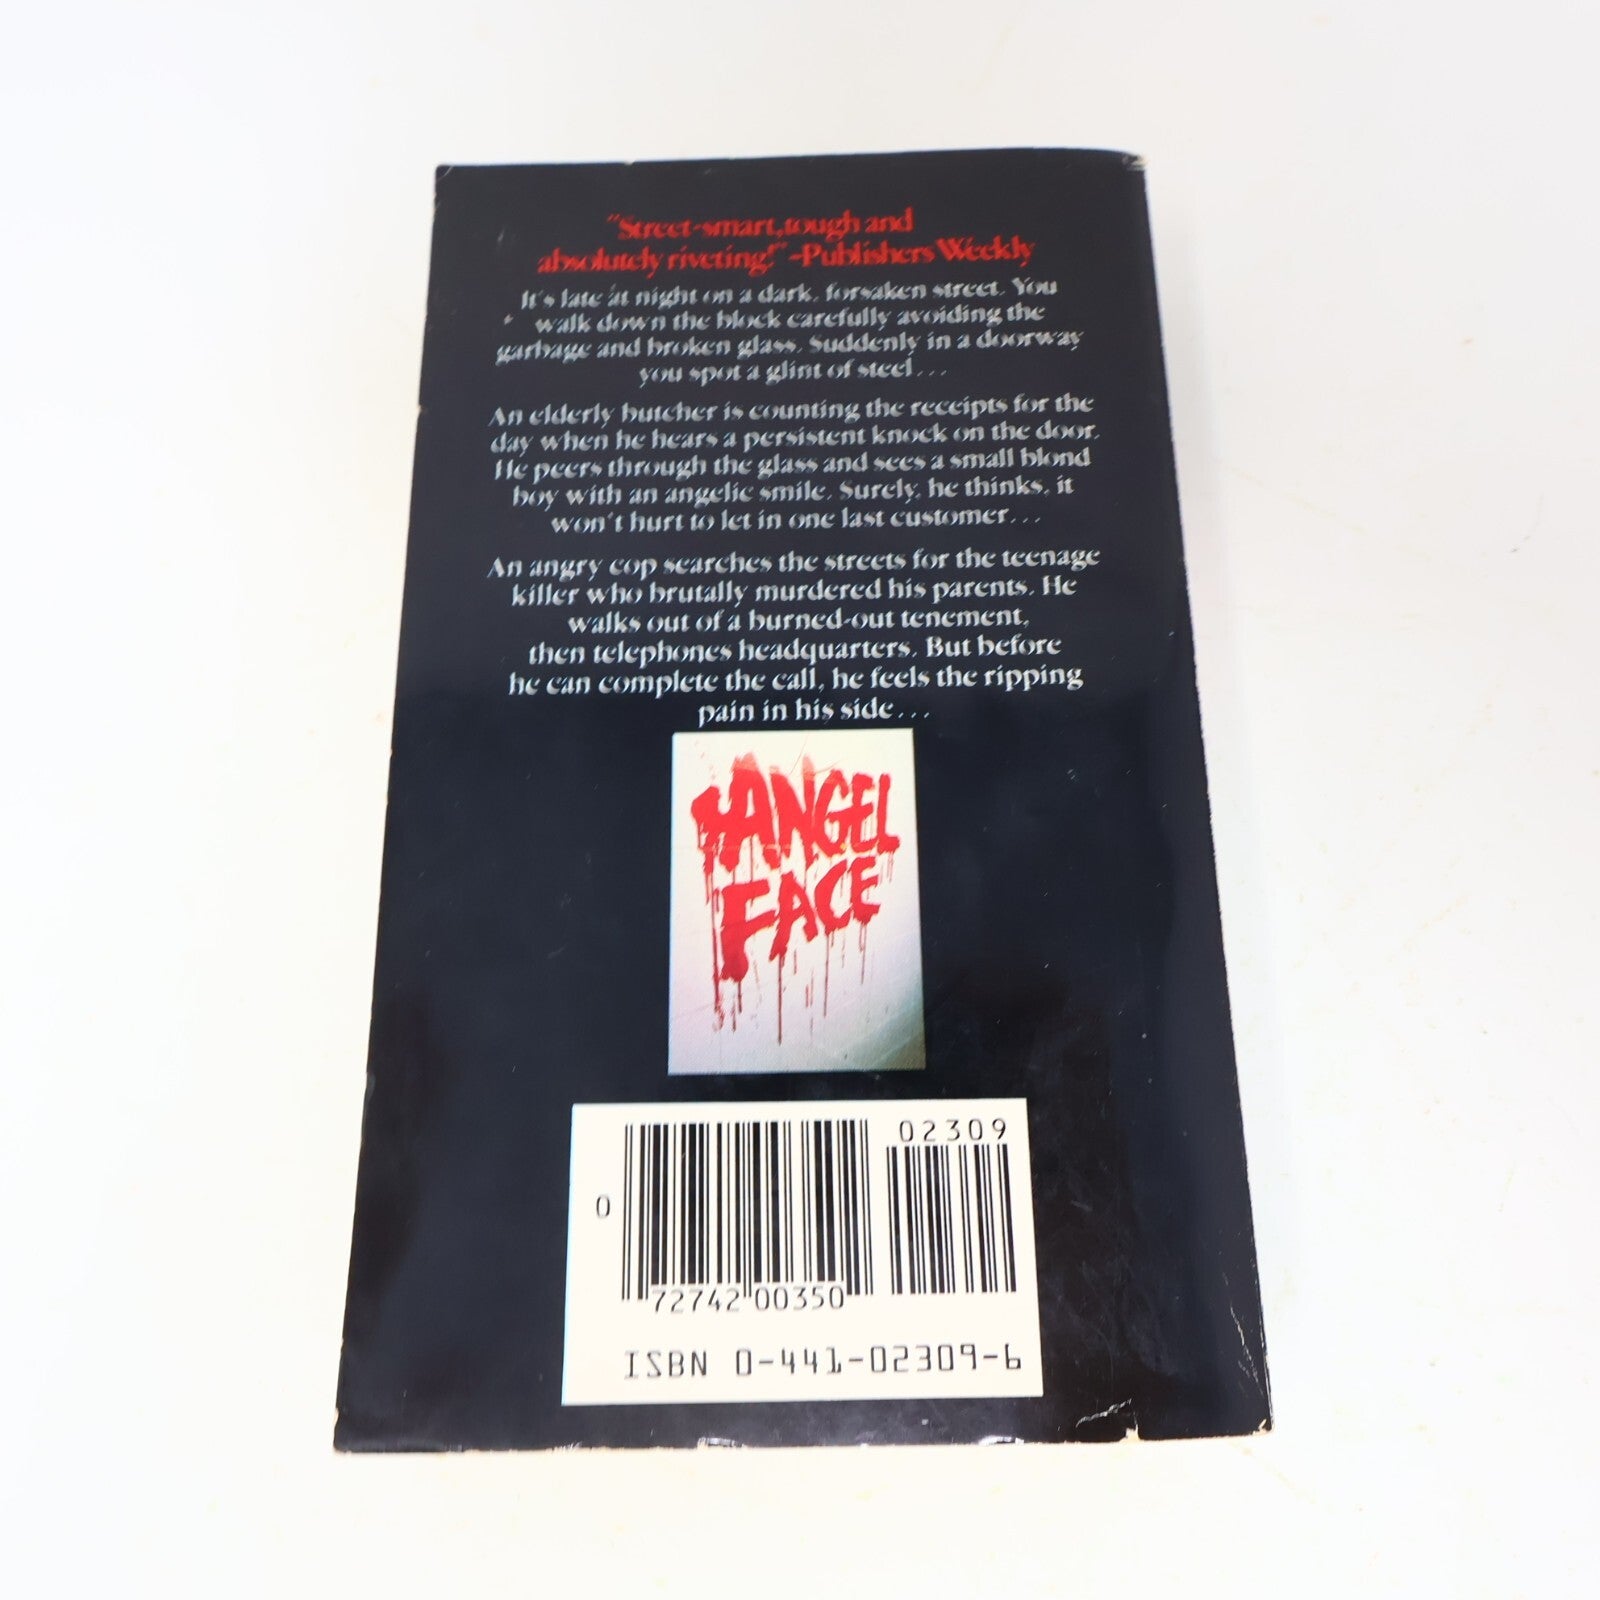 "Street-smart, tough and
absolutely riveting!" -Publishers Weekly
It's late at night on a dark, forsaken street. You
walk down the block carefully avoiding the
garbage and broken glass. Suddenly in a doorway
you spot a glint of steel...
An elderly butcher is counting the receipts for the
day when he hears a persistent knock on the door.
He peers through the glass and sees a small blond
boy with an angelic smile. Surely, he thinks, it
won't hurt to let in one last customer...
An angry cop searches the streets for the teenage
killer who brutally murdered his parents. He
walks out of a burned-out tenement,
then telephones headquarters. But before
he can complete the call, he feels the ripping
pain in his side...
ANGEL
FACE
02309
0
72742 00350
ISBN 0-441-02309-6